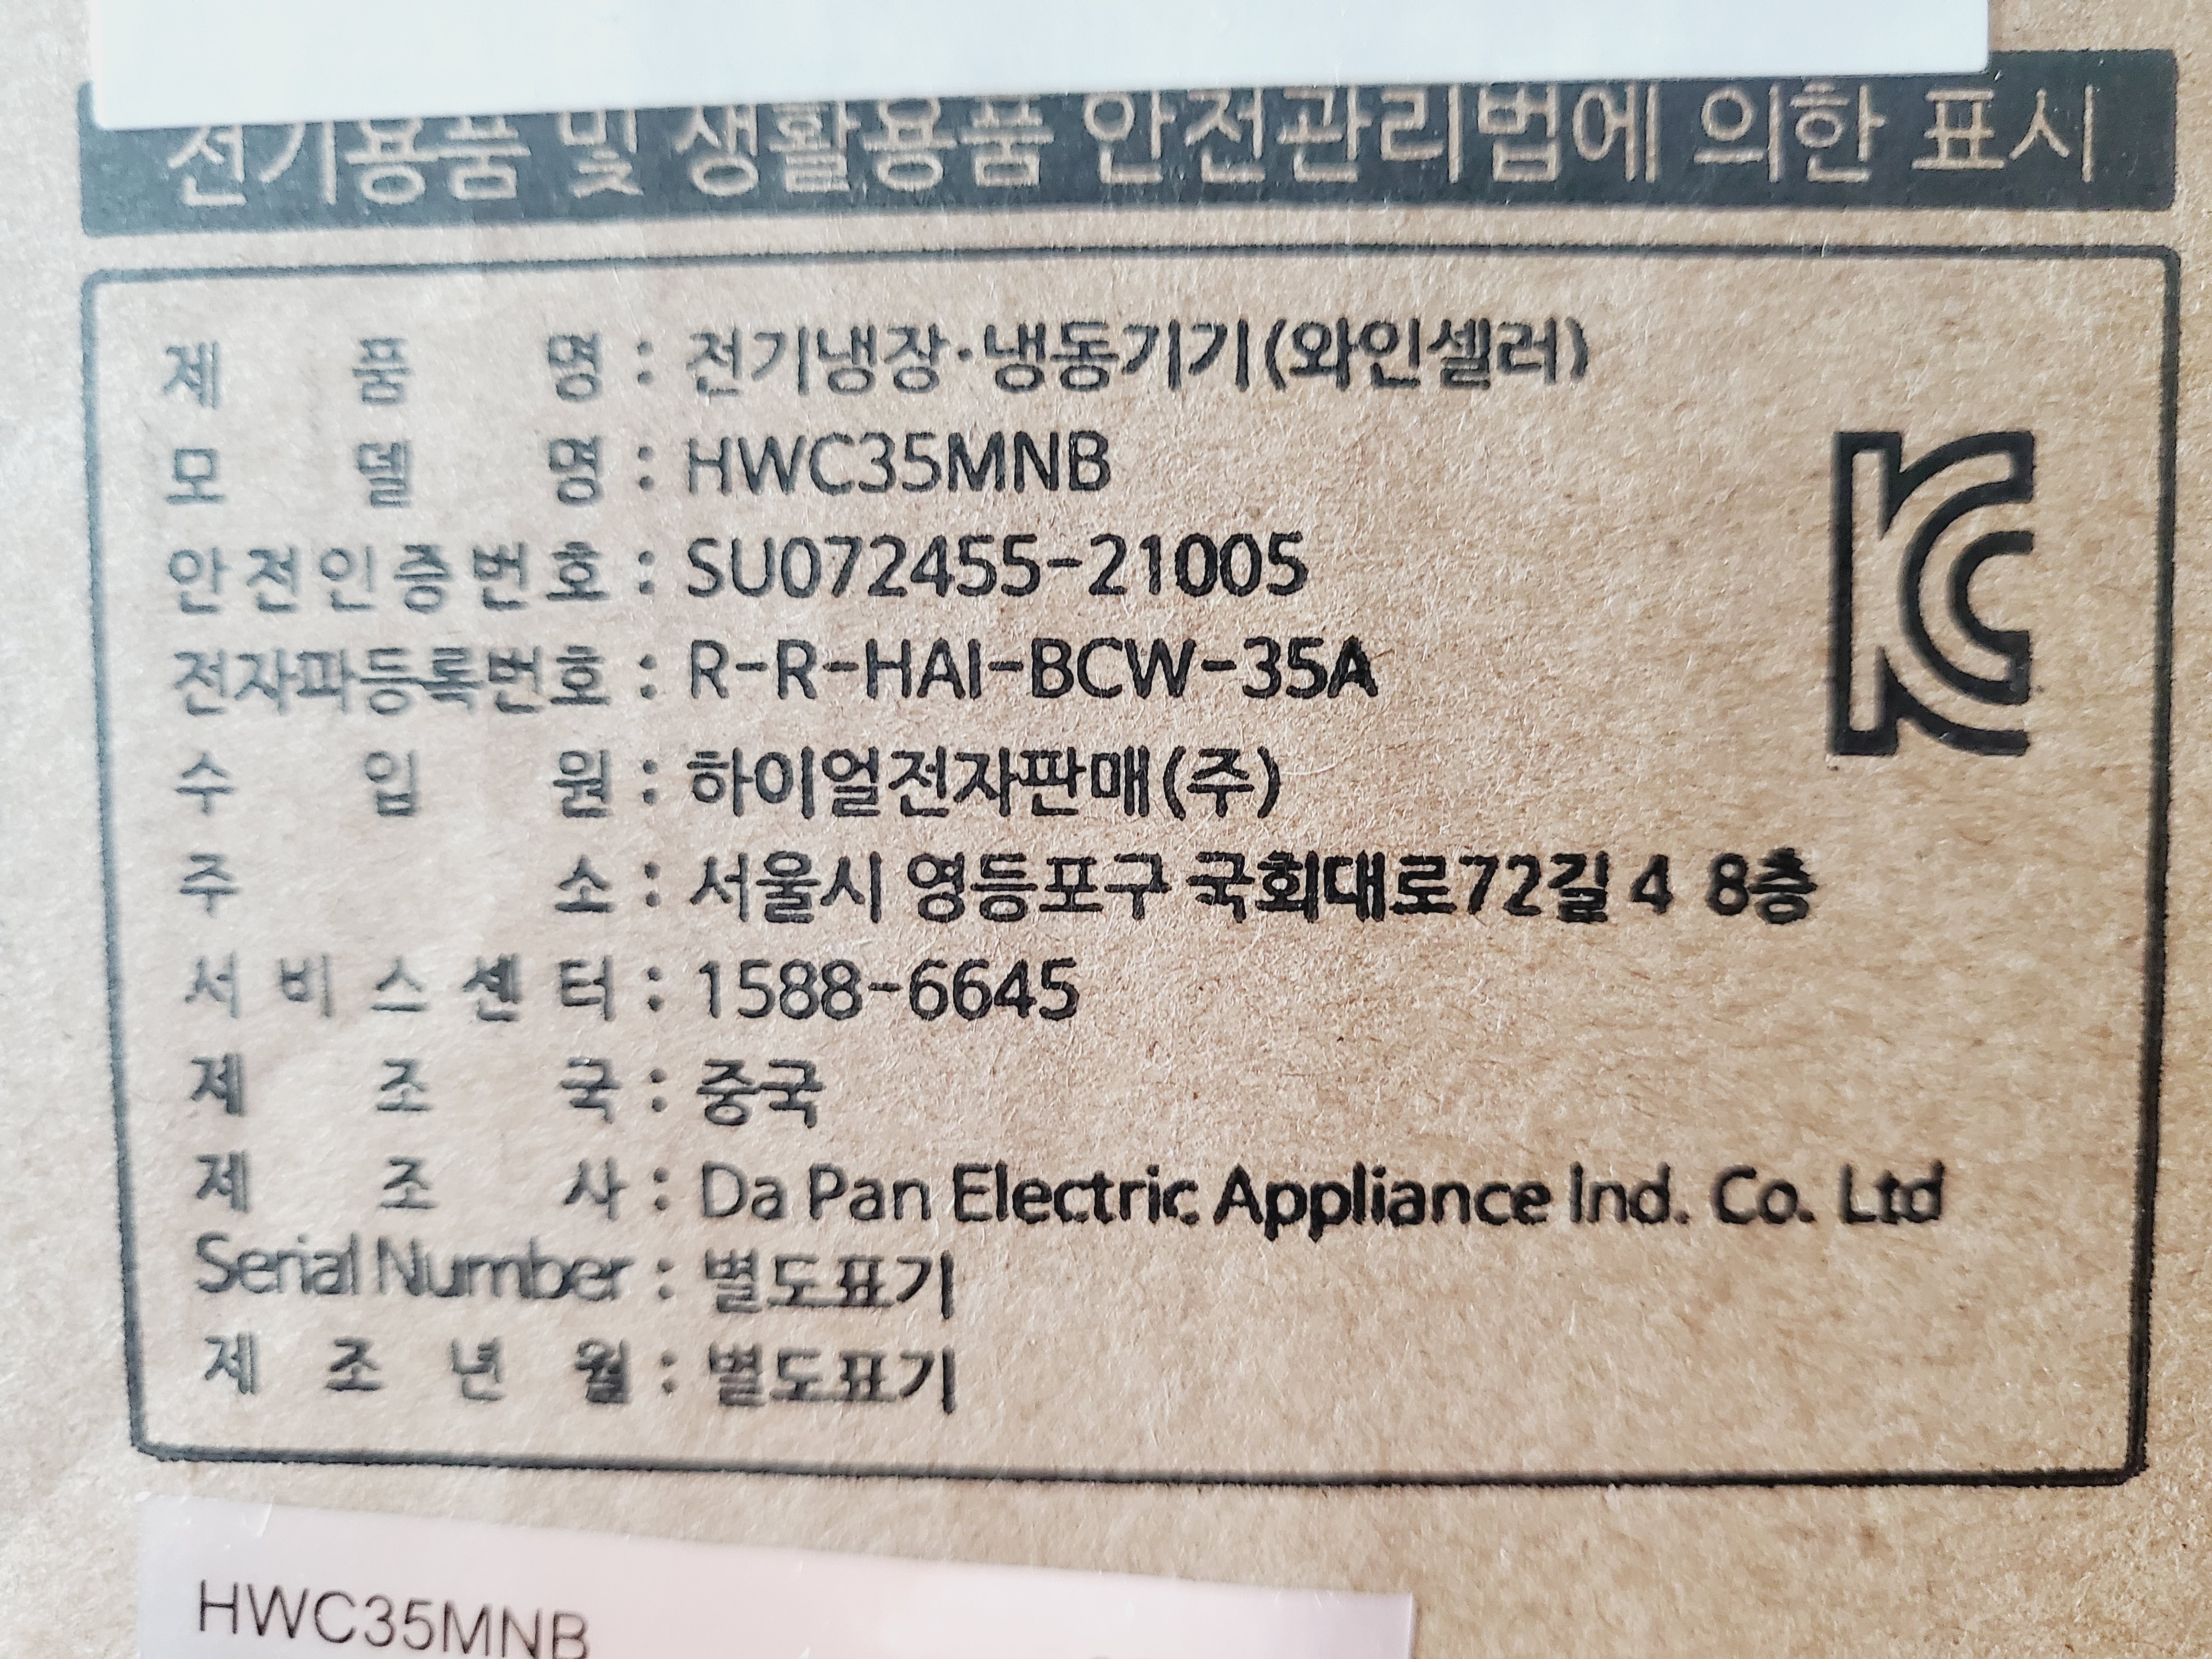 전기용품 및 생활용품 안전관리법에 의한 표시
제품명 : 전기냉장·냉동기기(와인셀러)
모델명 : HWC35MNB
안전인증번호 : SU072455-21005
전자파등록번호 : R-R-HAI-BCW-35A
수입원 : 하이얼전자판매(주)
주소 : 서울시 영등포구 국회대로72길 4 8층
서비스센터 : 1588-6645
제조국 : 중국
제조사 : Da Pan Electric Appliance Ind. Co. Ltd
Serial Number : 별도표기
제조년월 : 별도표기
HWC35MNB